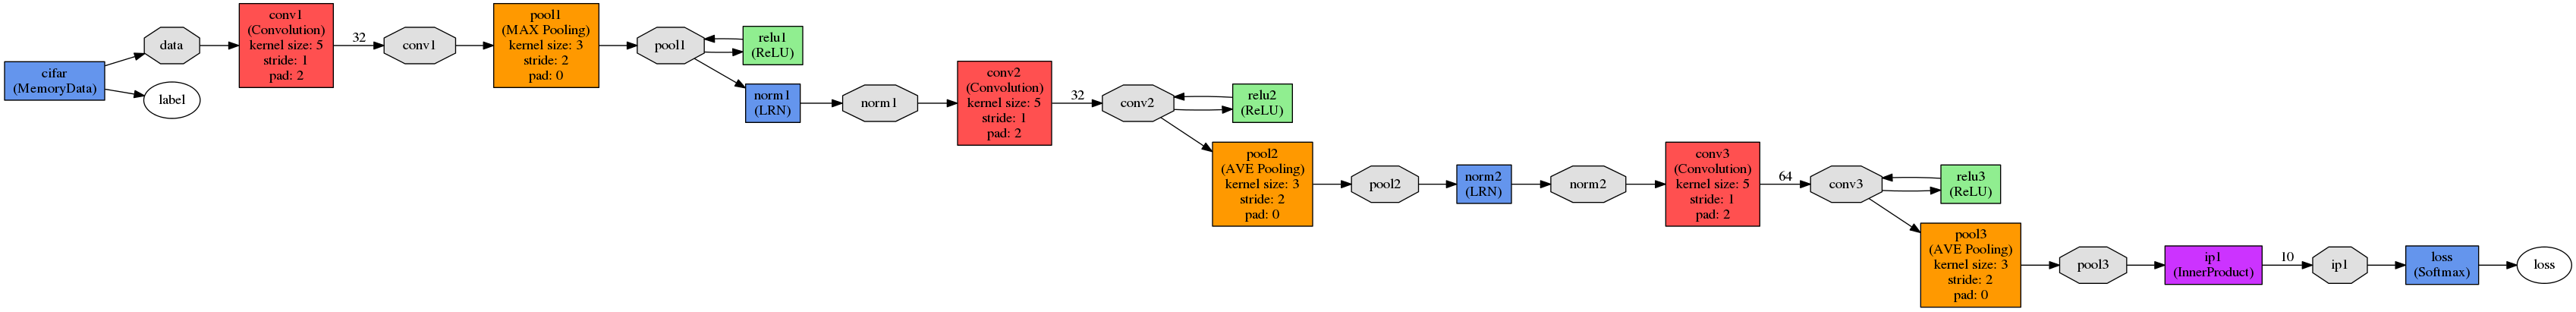 cifar
(MemoryData)
data
label
conv1
(Convolution)
kernel size: 5
stride: 1
pad: 2
32
conv1
pool1
(MAX Pooling)
kernel size: 3
stride: 2
pad: 0
pool1
relu1
(ReLU)
norm1
(LRN)
norm1
conv2
(Convolution)
kernel size: 5
stride: 1
pad: 2
32
conv2
relu2
(ReLU)
pool2
(AVE Pooling)
kernel size: 3
stride: 2
pad: 0
pool2
norm2
(LRN)
norm2
conv3
(Convolution)
kernel size: 5
stride: 1
pad: 2
64
conv3
relu3
(ReLU)
pool3
(AVE Pooling)
kernel size: 3
stride: 2
pad: 0
pool3
ip1
(InnerProduct)
10
ip1
loss
(Softmax)
loss